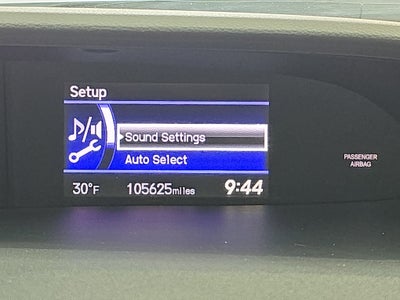 Setup
Sound Settings
Auto Select
30°F 105625miles 9:44
PASSENGER
AIRBAG